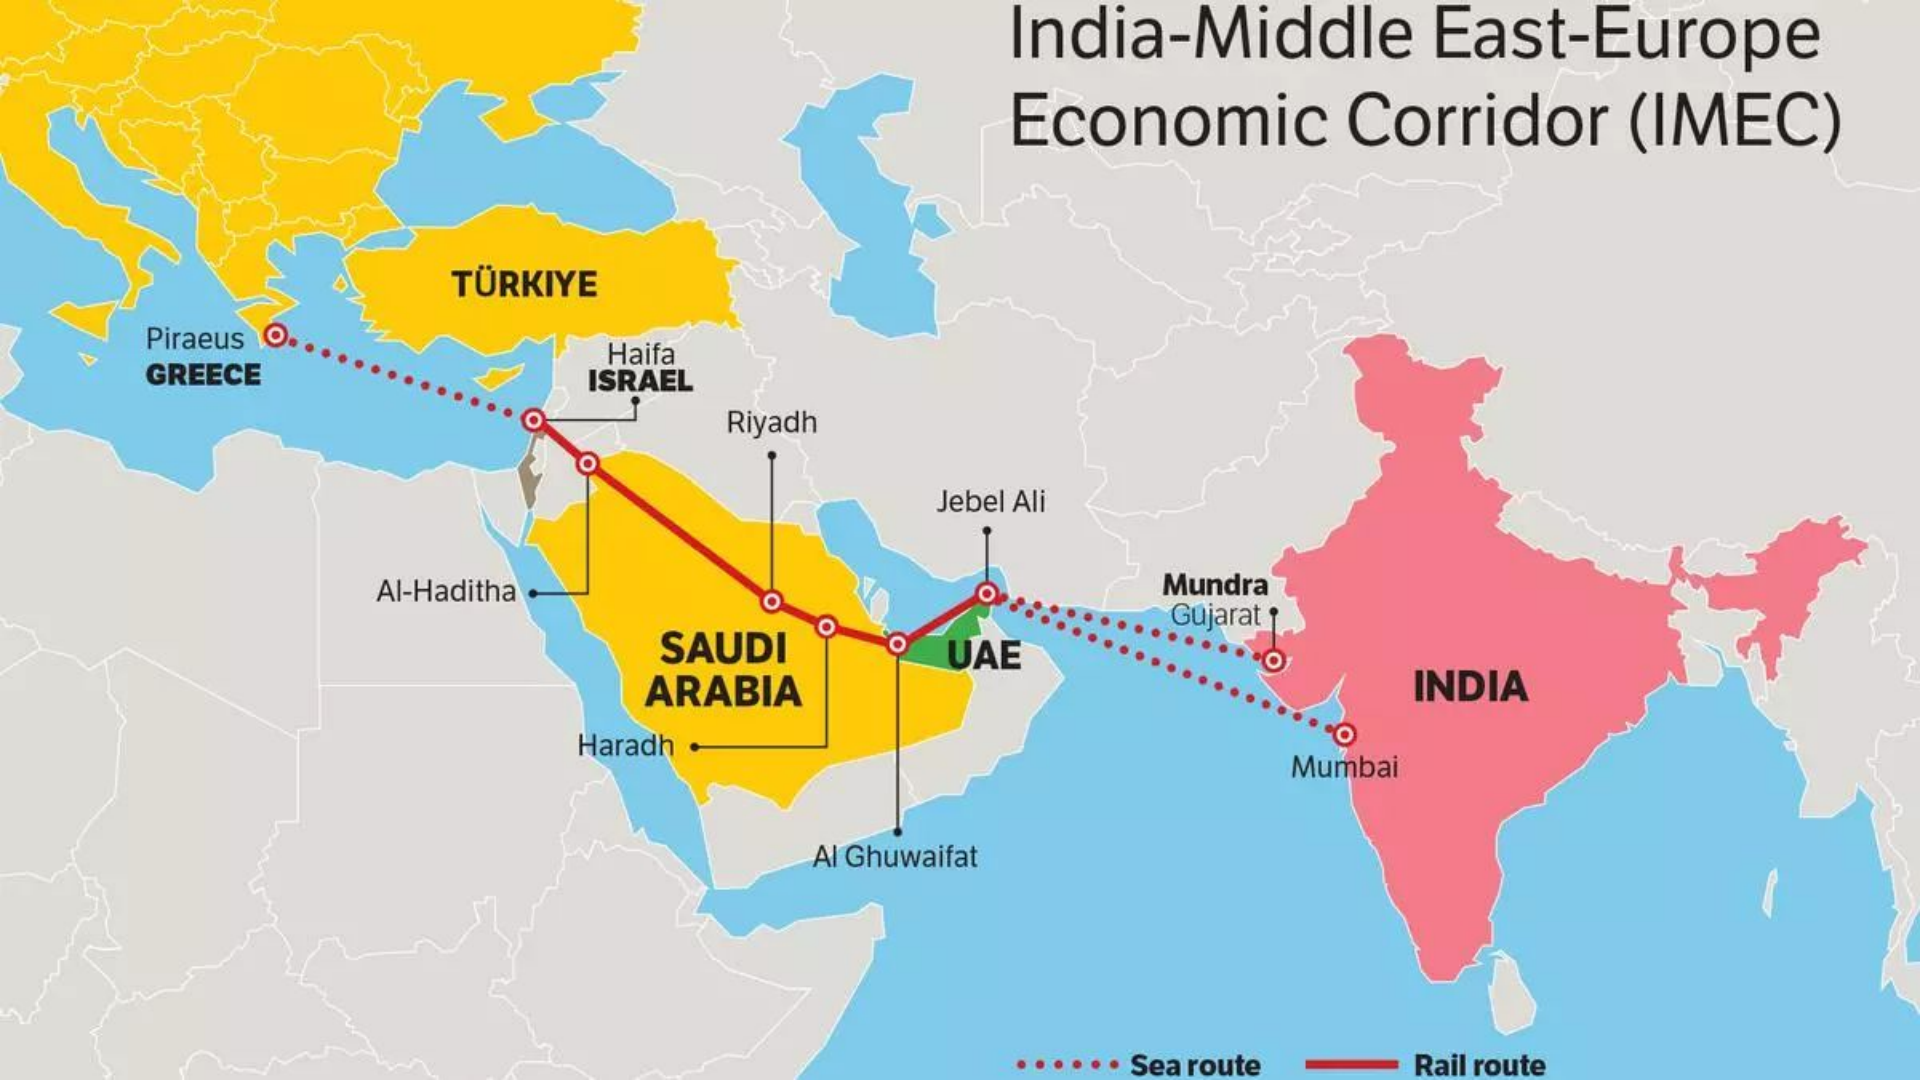 India-Middle East-Europe
Economic Corridor (IMEC)
TÜRKIYE
Piraeus
GREECE
Haifa
ISRAEL
Riyadh
Jebel Ali
Al-Haditha
Mundra
Gujarat
SAUDI
ARABIA
UAE
INDIA
Haradh
Mumbai
Al Ghuwaifat
Sea route
Rail route